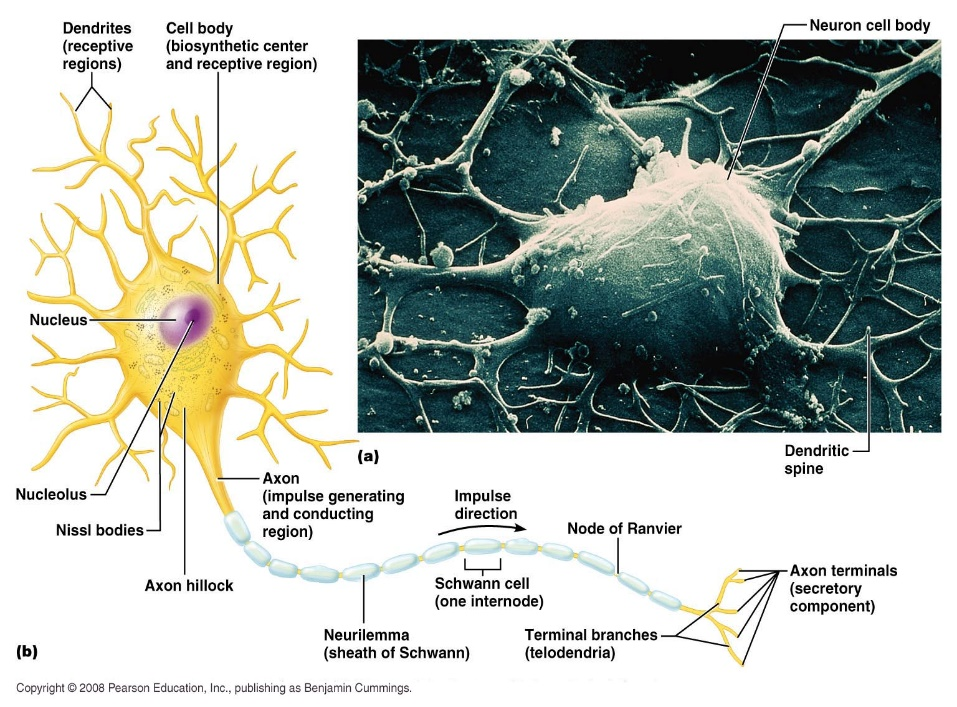 Dendrites
(receptive
regions)
Cell body
(biosynthetic center
and receptive region)
Neuron cell body
Nucleus
(a)
Dendritic
spine
Nucleolus
Axon
(impulse generating
and conducting
region)
Impulse
direction
Nissl bodies
Node of Ranvier
Axon hillock
Schwann cell
(one internode)
Axon terminals
(secretory
component)
Neurilemma
(sheath of Schwann)
Terminal branches
(telodendria)
(b)
Copyright © 2008 Pearson Education, Inc., publishing as Benjamin Cummings.